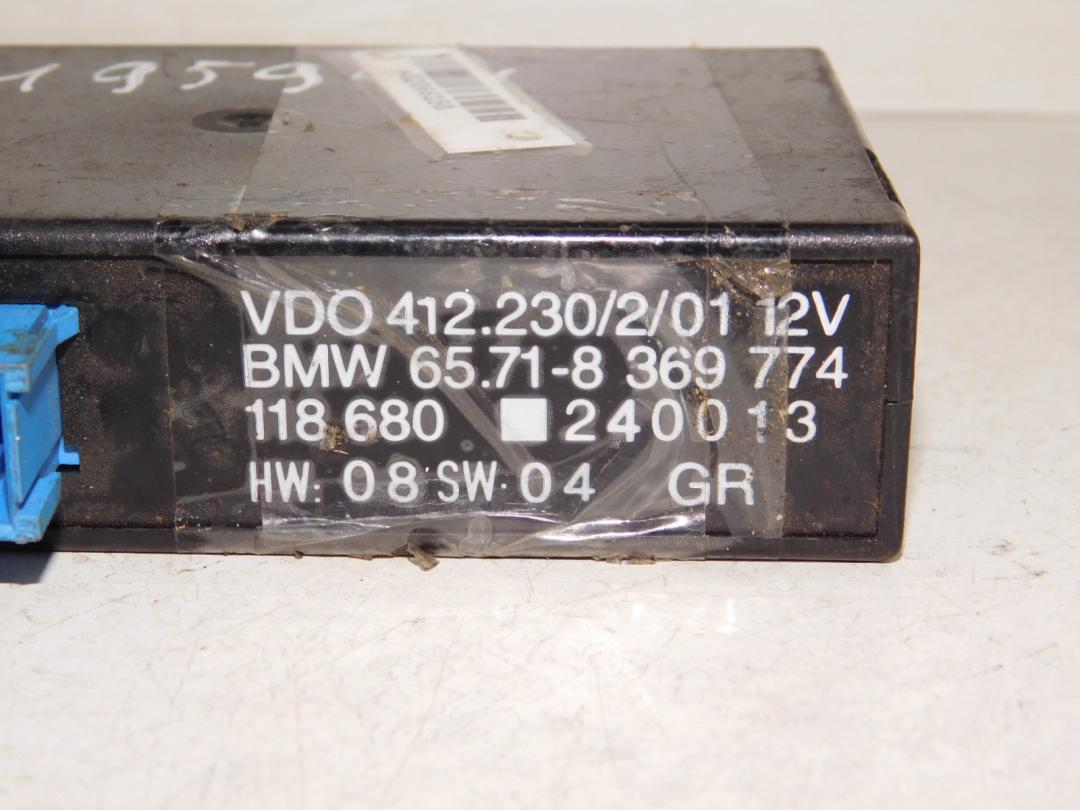 1959
VDO 412.230/2/01 12V
BMW 65.71-8 369 774
118 680 240013
HW: 08 SW: 04 GR